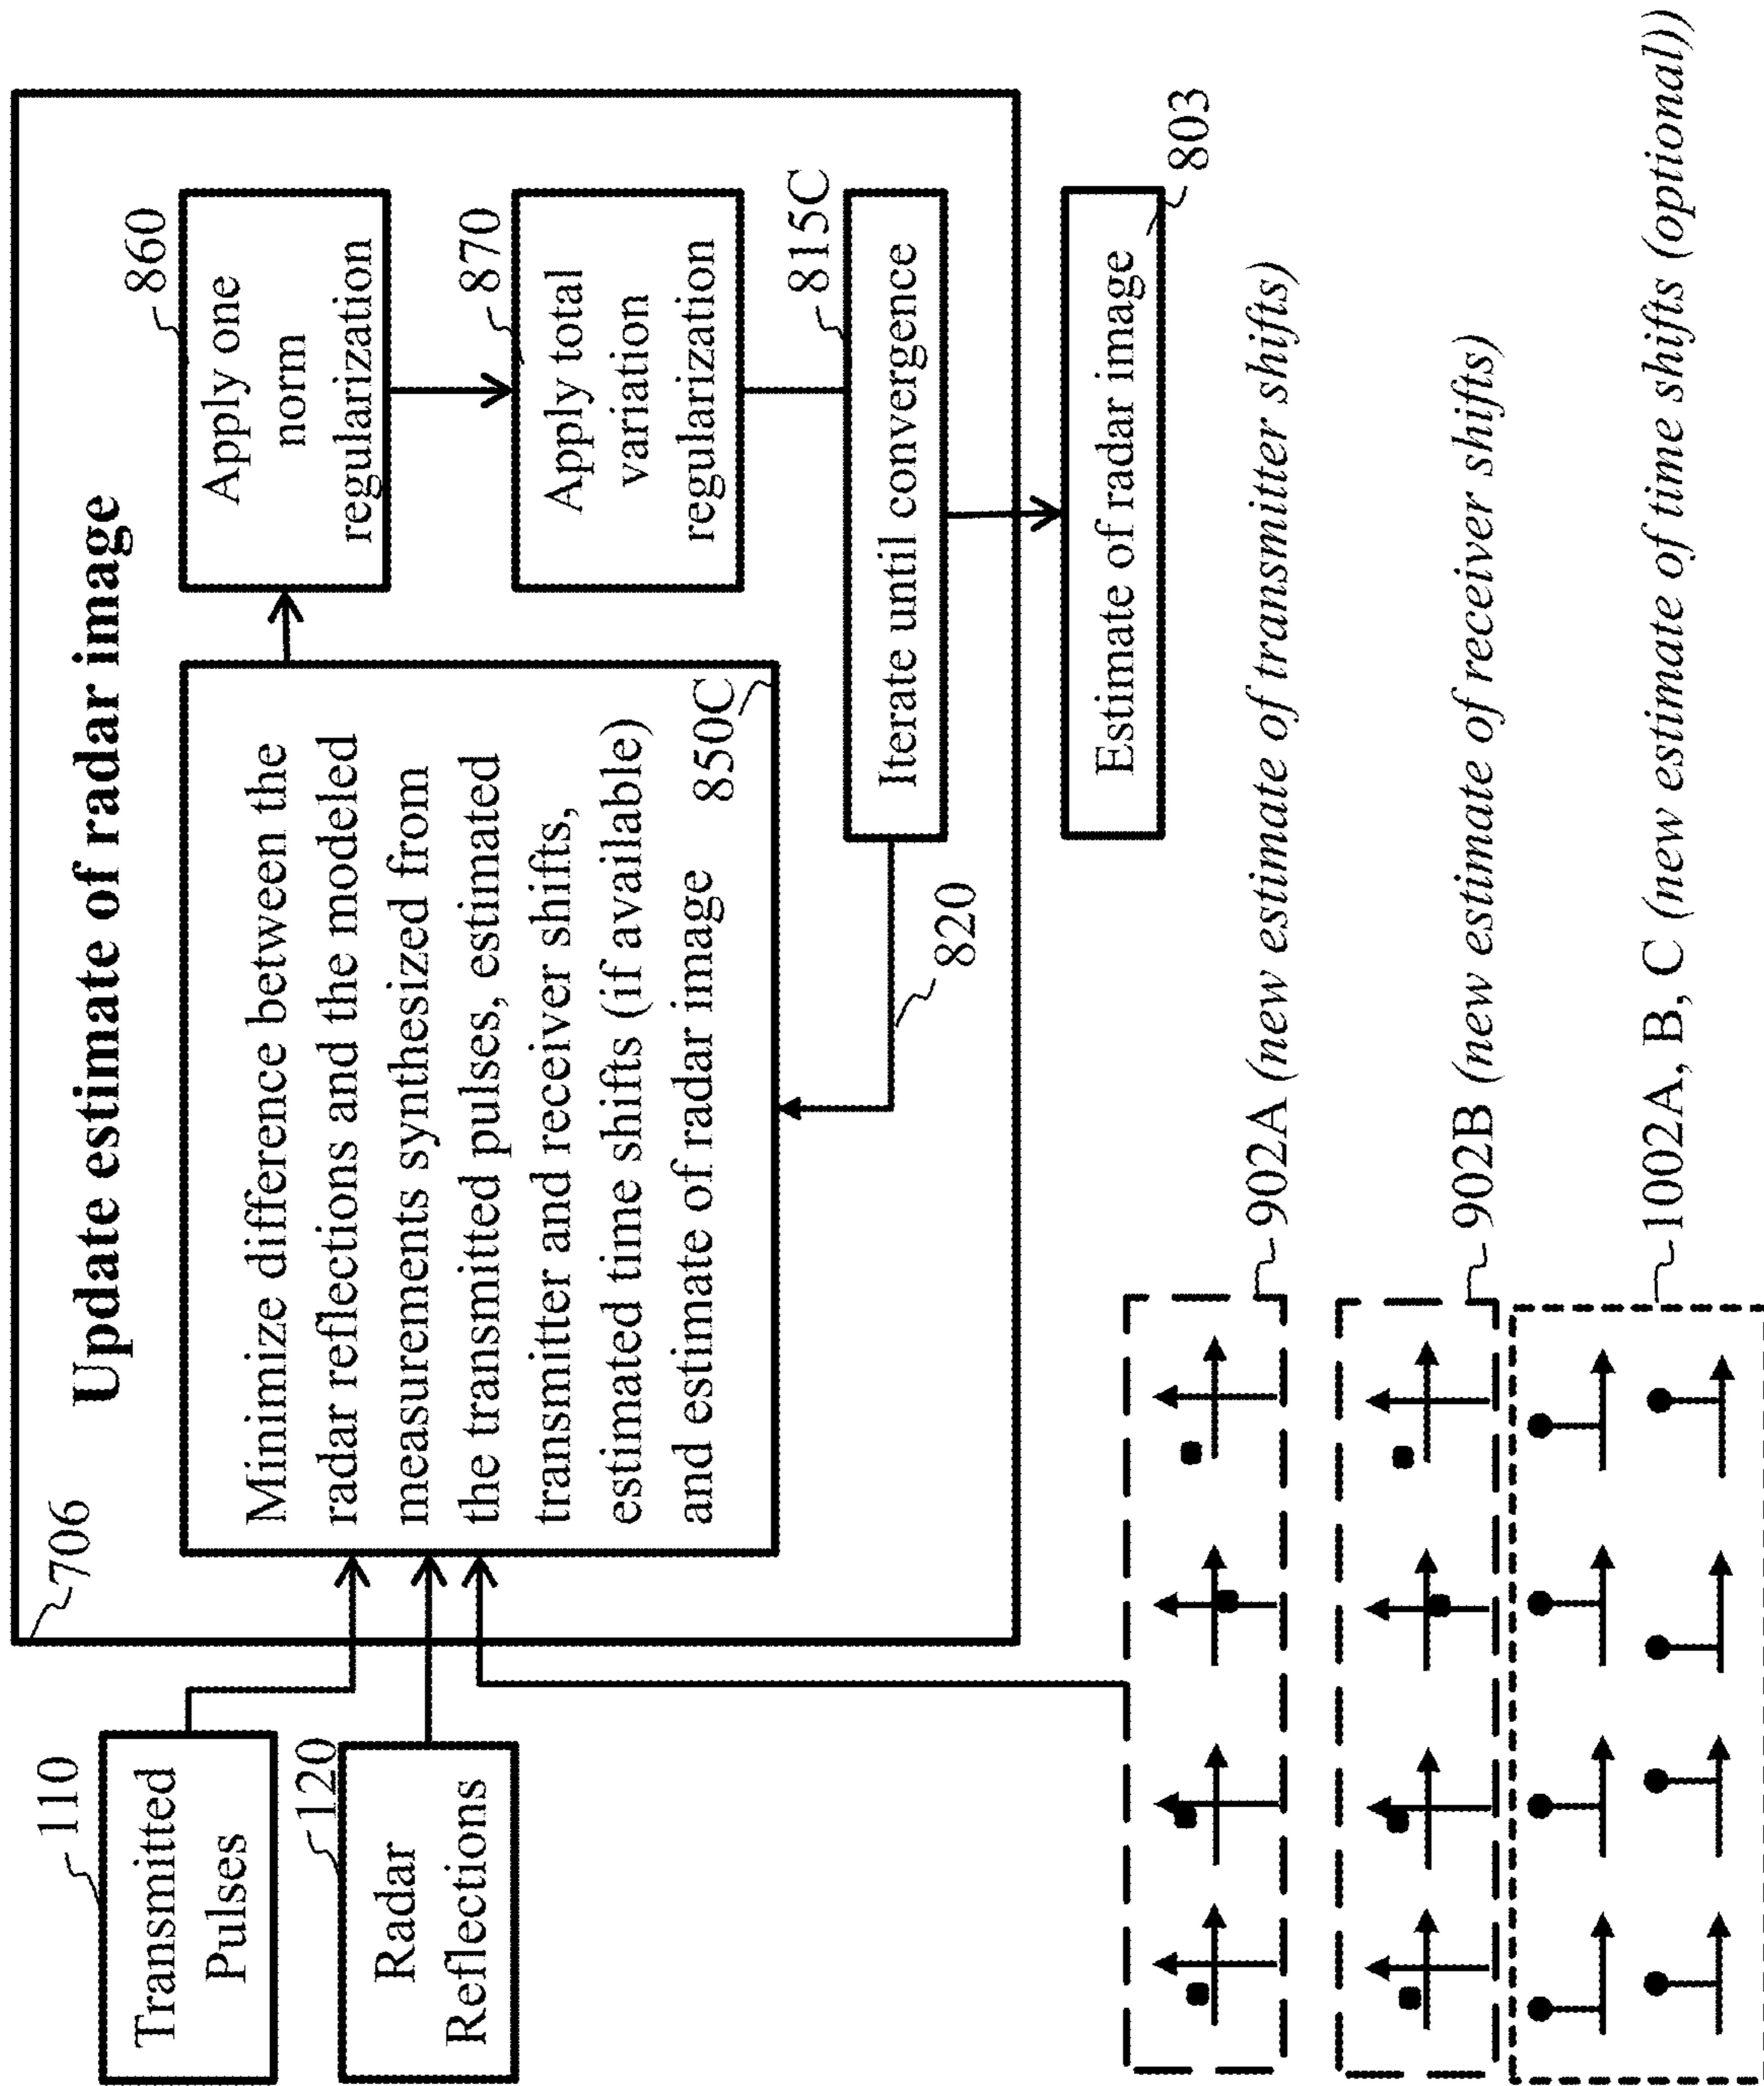 706
Update estimate of radar image
110
Transmitted
Pulses
120
Radar
Reflections
Minimize difference between the
radar reflections and the modeled
measurements synthesized from
the transmitted pulses, estimated
transmitter and receiver shifts,
estimated time shifts (if available)
and estimate of radar image
850C
860
Apply one
norm
regularization
870
Apply total
variation
regularization
815C
Iterate until convergence
820
Estimate of radar image
803
902A (new estimate of transmitter shifts)
902B (new estimate of receiver shifts)
1002A, B, C (new estimate of time shifts (optional))